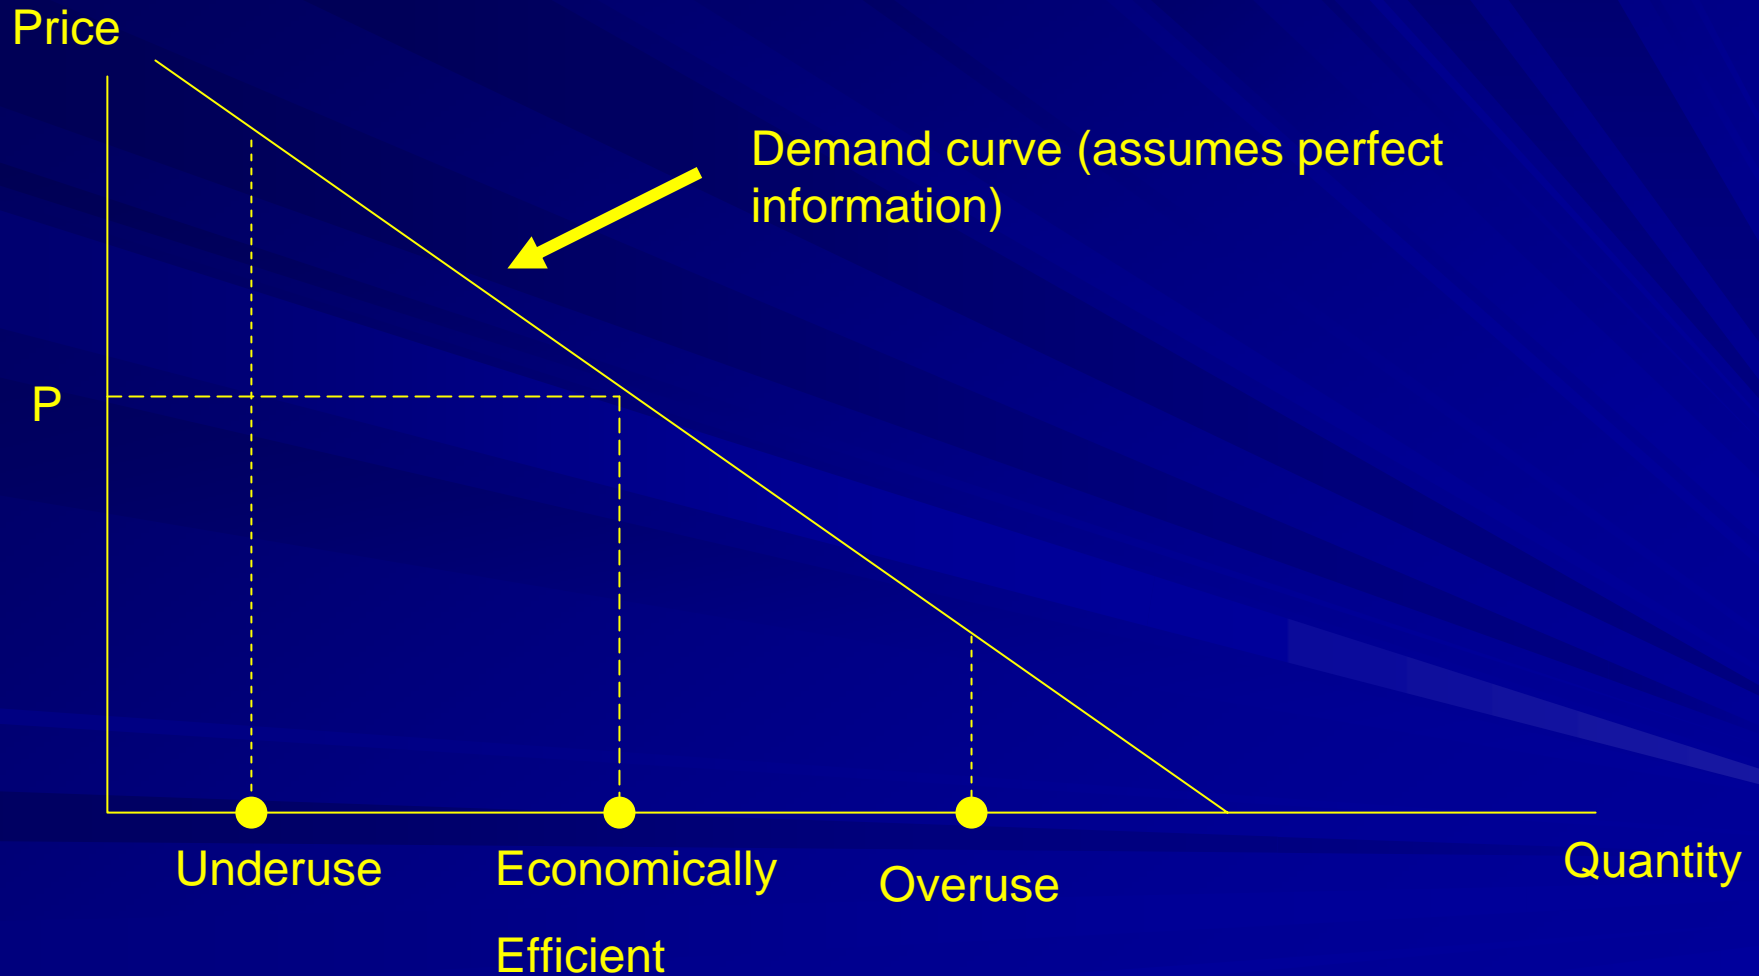 Price
Demand curve (assumes perfect
information)
P
Underuse
Economically
Efficient
Overuse
Quantity